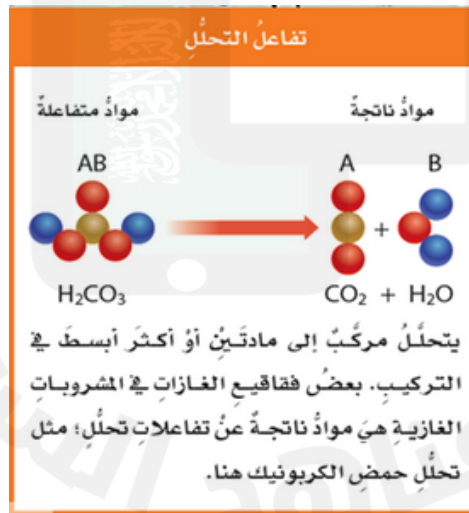 تفاعلُ التحلُّلِ
موادُّ متفاعلةٌ موادُّ ناتجةٌ
AB A B
+
H₂CO₃ CO₂ + H₂O
يتحلَّلُ مركَّبٌ إلى مادتَيْنِ أوْ أكثرَ أبسطَ في
التركيبِ. بعضُ فقاقيعِ الغازاتِ في المشروباتِ
الغازيةِ هيَ موادُّ ناتجةٌ عنْ تفاعلاتِ تحلُّلٍ؛ مثل
تحلُّلِ حمضِ الكربونيك هنا.